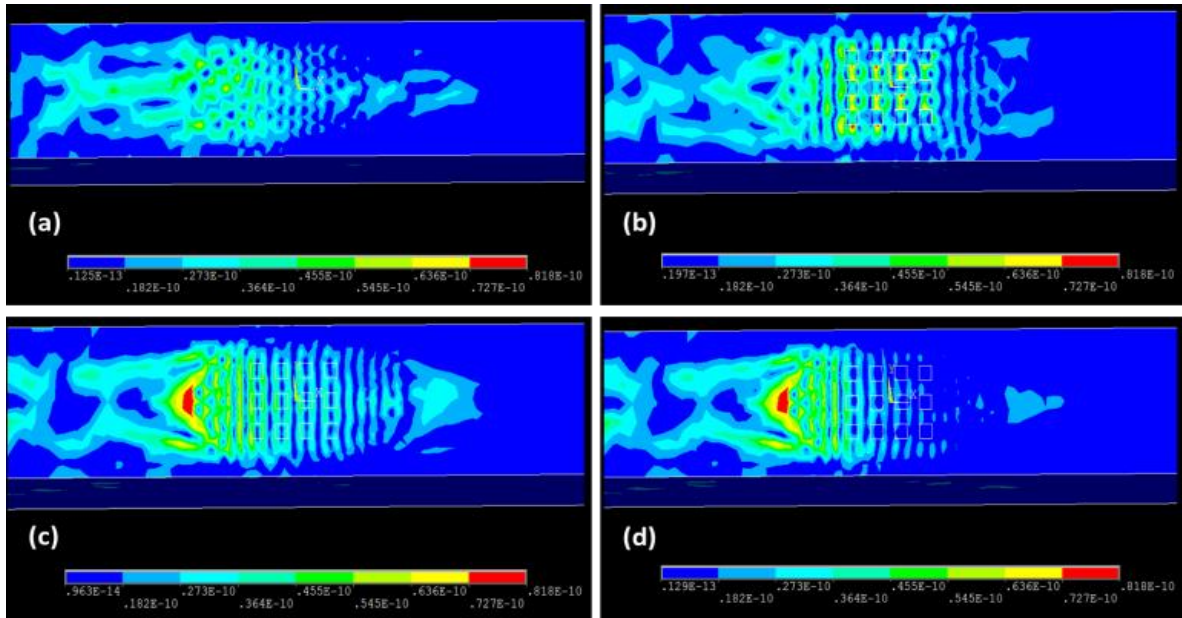 (a)
.125E-13 .273E-10 .455E-10 .636E-10 .818E-10
.182E-10 .364E-10 .545E-10 .727E-10
(b)
X
.197E-13 .273E-10 .455E-10 .636E-10 .818E-10
.182E-10 .364E-10 .545E-10 .727E-10
(c)
X
.963E-14 .273E-10 .455E-10 .636E-10 .818E-10
.182E-10 .364E-10 .545E-10 .727E-10
(d)
Y
X
.129E-13 .273E-10 .455E-10 .636E-10 .818E-10
.182E-10 .364E-10 .545E-10 .727E-10